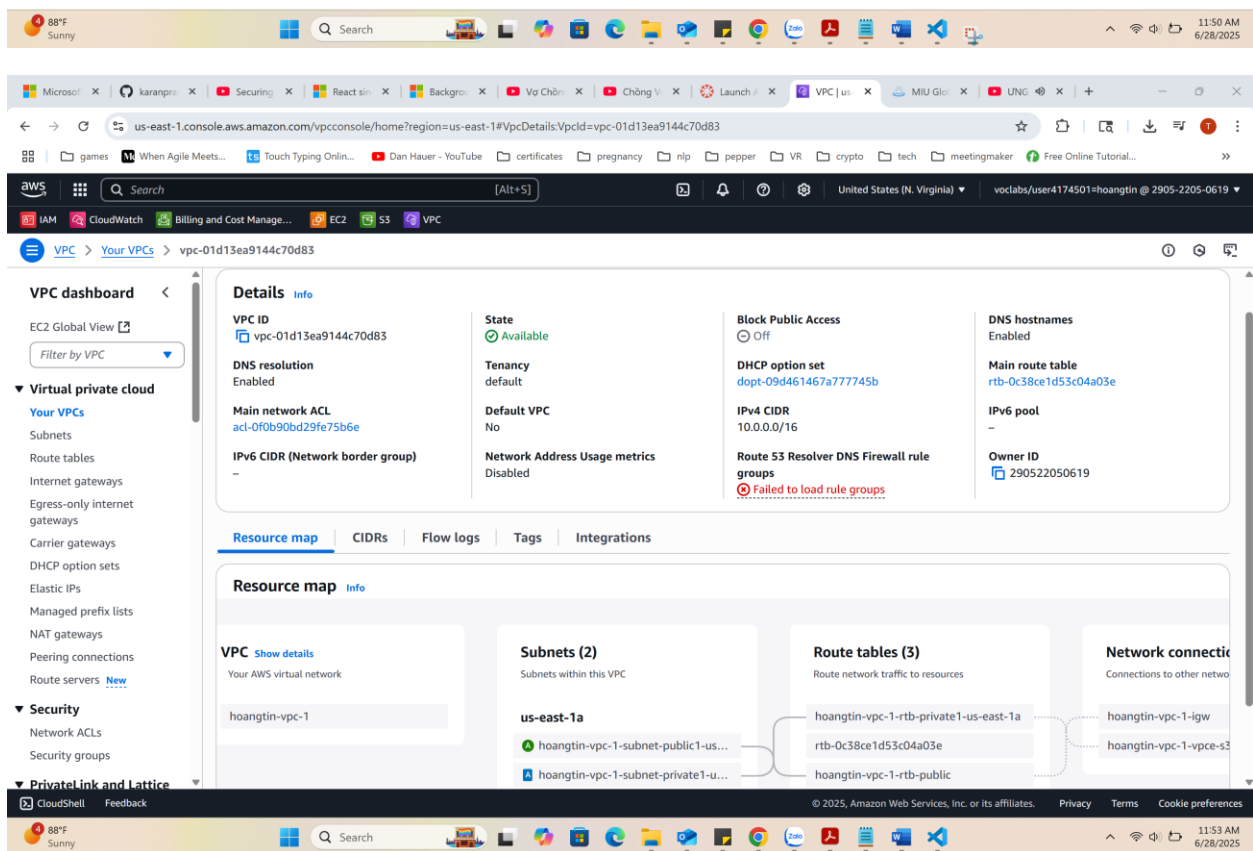 88°F
Sunny
Search
11:50 AM
6/28/2025
Microsof
karanpra
Securing
React sin
Backgrou
Vợ Chồn
Chồng V
Launch A
VPC | us-
MIU Glo
UNG
us-east-1.console.aws.amazon.com/vpcconsole/home?region=us-east-1#VpcDetails:VpcId=vpc-01d13ea9144c70d83
games
When Agile Meets...
Touch Typing Onlin...
Dan Hauer - YouTube
certificates
pregnancy
nlp
pepper
VR
crypto
tech
meetingmaker
Free Online Tutorial...
aws
Search
[Alt+S]
United States (N. Virginia)
voclabs/user4174501=hoangtin @ 2905-2205-0619
IAM
CloudWatch
Billing and Cost Manage...
EC2
S3
VPC
VPC > Your VPCs > vpc-01d13ea9144c70d83
VPC dashboard
EC2 Global View
Filter by VPC
Virtual private cloud
Your VPCs
Subnets
Route tables
Internet gateways
Egress-only internet
gateways
Carrier gateways
DHCP option sets
Elastic IPs
Managed prefix lists
NAT gateways
Peering connections
Route servers New
Security
Network ACLs
Security groups
PrivateLink and Lattice
Details Info
VPC ID
vpc-01d13ea9144c70d83
State
Available
Block Public Access
Off
DNS hostnames
Enabled
DNS resolution
Enabled
Tenancy
default
DHCP option set
dopt-09d461467a777745b
Main route table
rtb-0c38ce1d53c04a03e
Main network ACL
acl-0f0b90bd29fe75b6e
Default VPC
No
IPv4 CIDR
10.0.0.0/16
IPv6 pool
–
IPv6 CIDR (Network border group)
–
Network Address Usage metrics
Disabled
Route 53 Resolver DNS Firewall rule
groups
Failed to load rule groups
Owner ID
290522050619
Resource map
CIDRs
Flow logs
Tags
Integrations
Resource map Info
VPC Show details
Your AWS virtual network
hoangtin-vpc-1
Subnets (2)
Subnets within this VPC
us-east-1a
A hoangtin-vpc-1-subnet-public1-us...
A hoangtin-vpc-1-subnet-private1-u...
Route tables (3)
Route network traffic to resources
hoangtin-vpc-1-rtb-private1-us-east-1a
rtb-0c38ce1d53c04a03e
hoangtin-vpc-1-rtb-public
Network connectio
Connections to other netwo
hoangtin-vpc-1-igw
hoangtin-vpc-1-vpce-s3
CloudShell
Feedback
© 2025, Amazon Web Services, Inc. or its affiliates.
Privacy
Terms
Cookie preferences
88°F
Sunny
Search
11:53 AM
6/28/2025